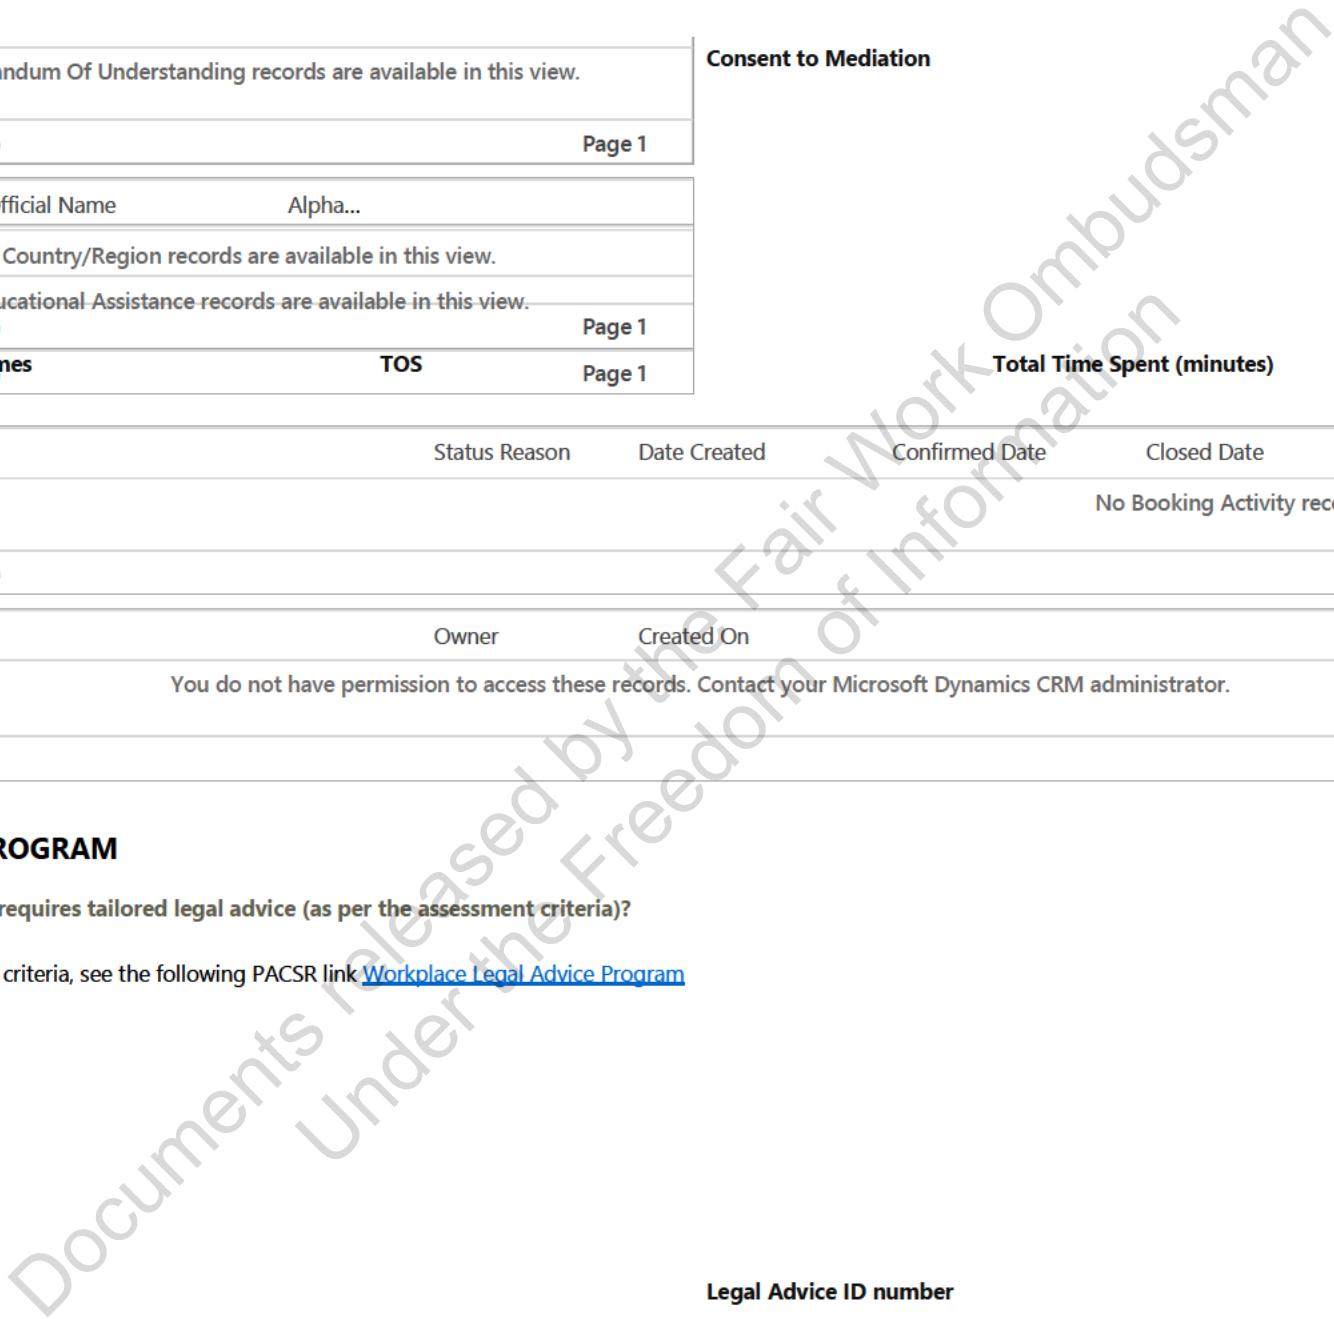 ndum Of Understanding records are available in this view.
Consent to Mediation
Page 1
fficial Name Alpha...
Country/Region records are available in this view.
ucational Assistance records are available in this view.
Page 1
mes TOS Total Time Spent (minutes)
Page 1
Status Reason Date Created Confirmed Date Closed Date
No Booking Activity rec
Owner Created On
You do not have permission to access these records. Contact your Microsoft Dynamics CRM administrator.
ROGRAM
requires tailored legal advice (as per the assessment criteria)?
criteria, see the following PACSR link Workplace Legal Advice Program
Legal Advice ID number
Documents released by the Fair Work Ombudsman
Under the Freedom of Information